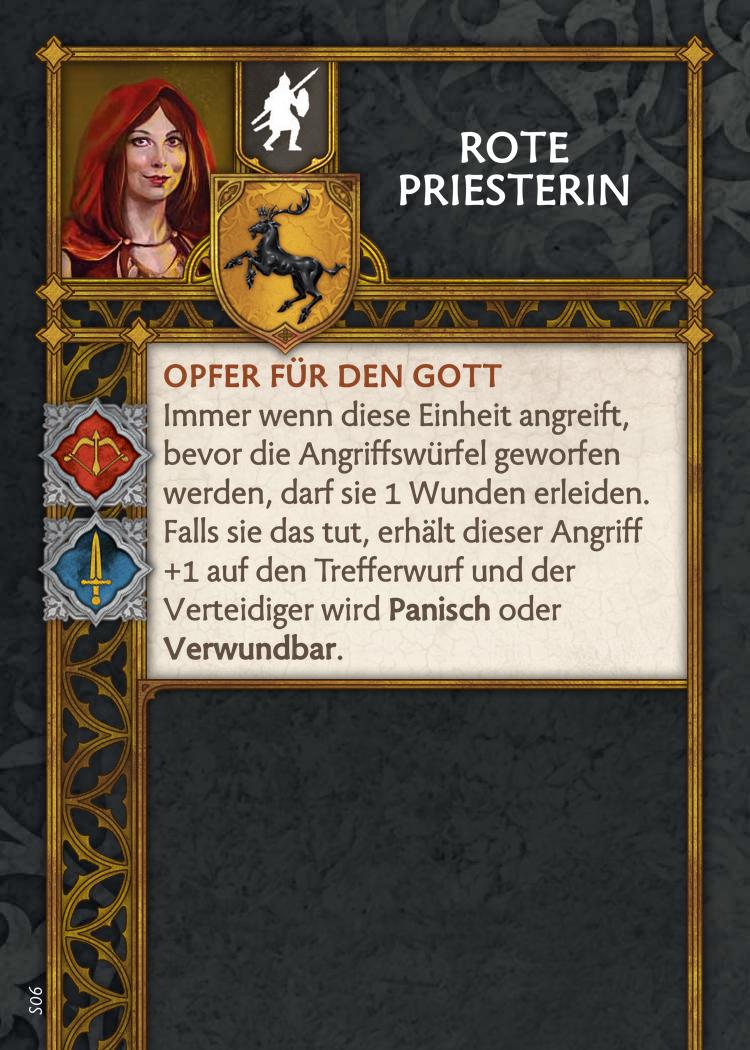 ROTE
PRIESTERIN
OPFER FÜR DEN GOTT
Immer wenn diese Einheit angreift,
bevor die Angriffswürfel geworfen
werden, darf sie 1 Wunden erleiden.
Falls sie das tut, erhält dieser Angriff
+1 auf den Trefferwurf und der
Verteidiger wird Panisch oder
Verwundbar.
S06